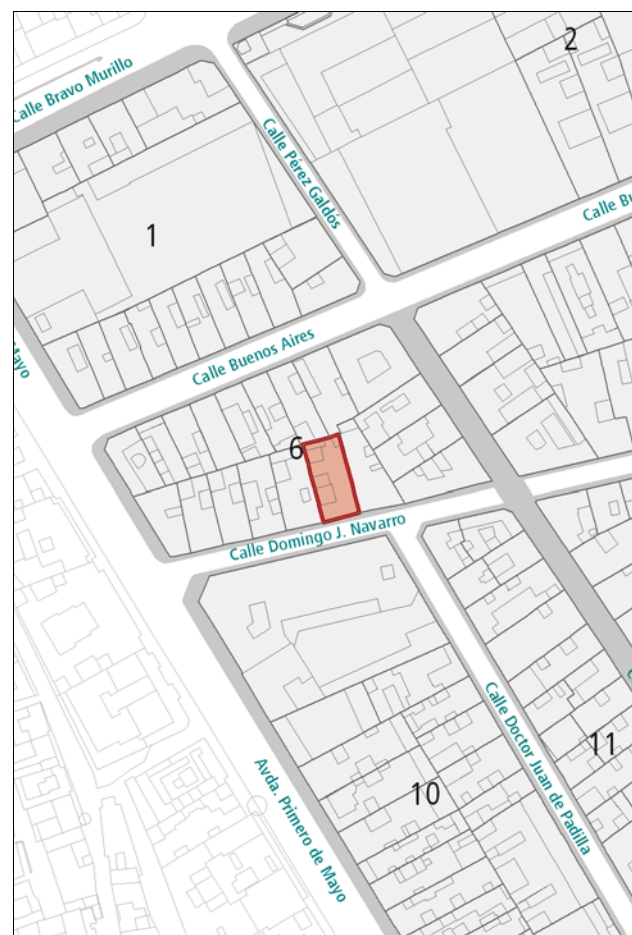 2
Calle Bravo Murillo
Calle Pérez Galdós
Calle Bu
1
Mayo
Calle Buenos Aires
6
Calle Domingo J. Navarro
Calle Doctor Juan de Padilla
11
Avda. Primero de Mayo
10